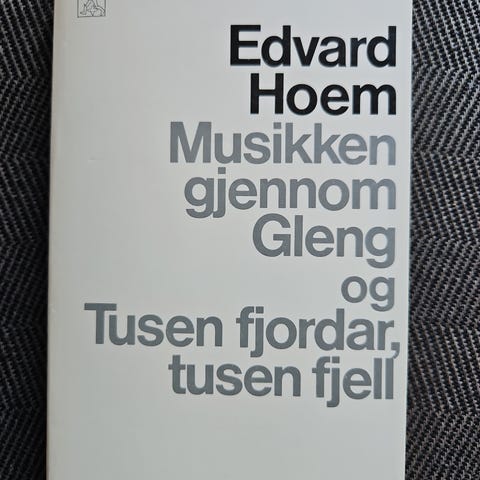 Edvard
Hoem
Musikken
gjennom
Gleng
og
Tusen fjordar,
tusen fjell